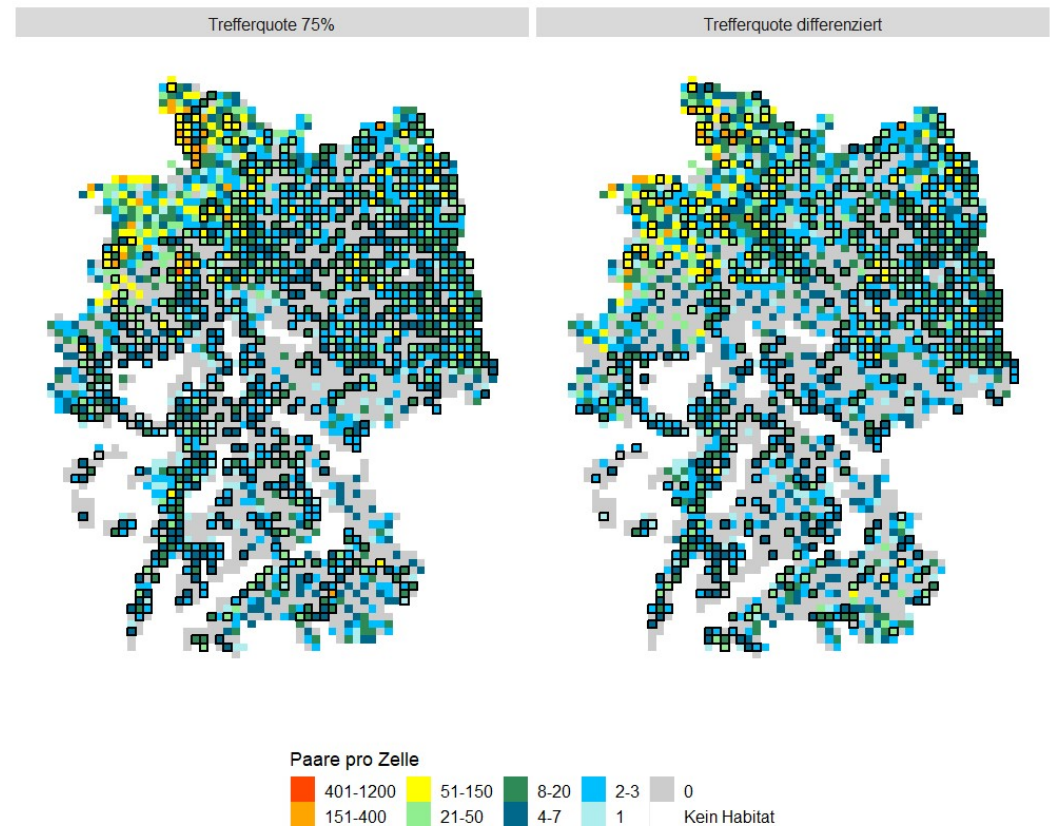 Trefferquote 75% Trefferquote differenziert
Paare pro Zelle
401-1200 51-150 8-20 2-3 0
151-400 21-50 4-7 1 Kein Habitat